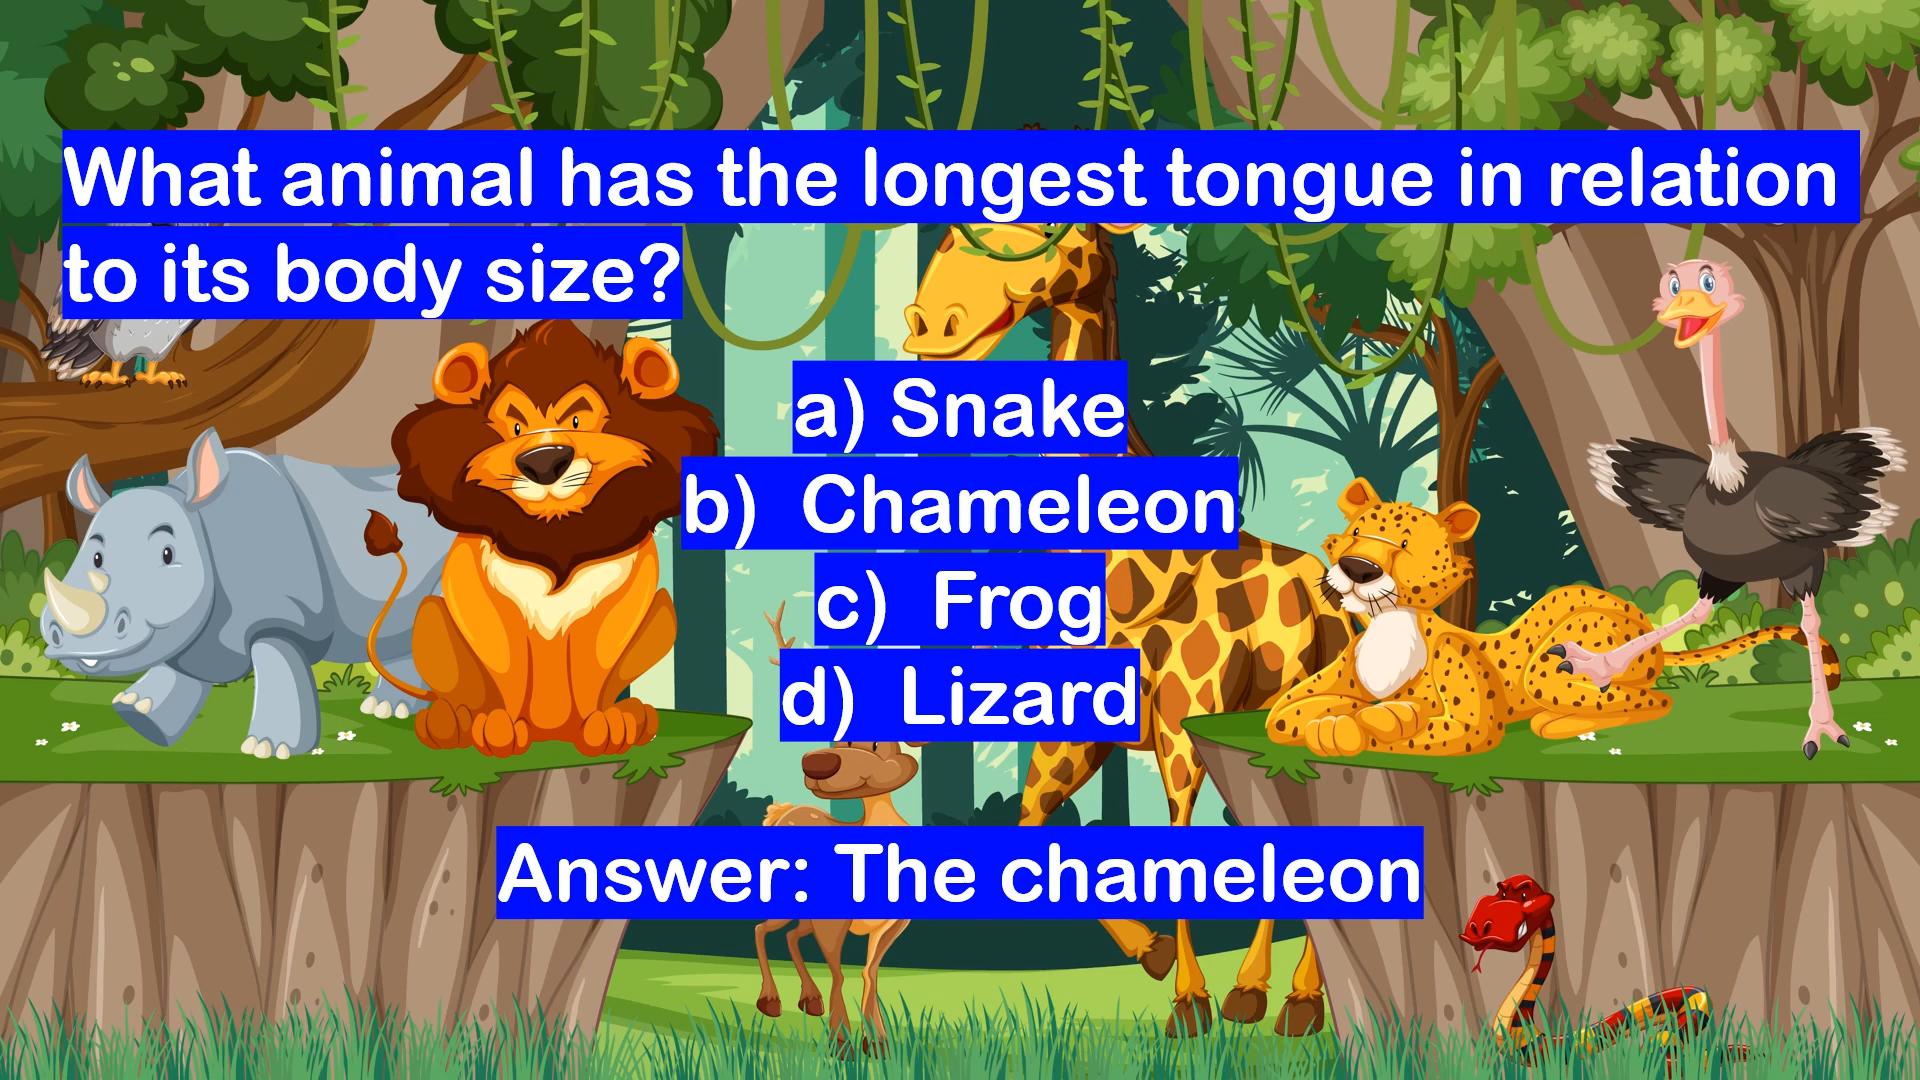 What animal has the longest tongue in relation
to its body size?
a) Snake
b) Chameleon
c) Frog
d) Lizard
Answer: The chameleon